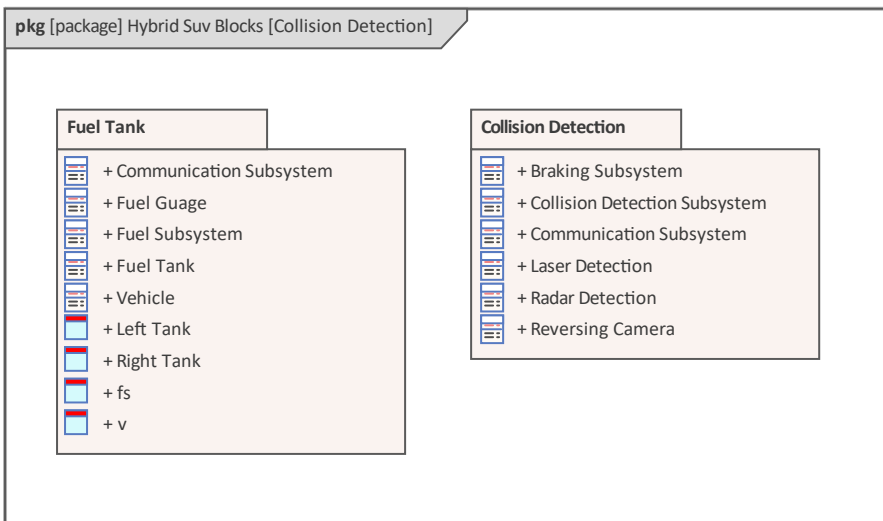 pkg [package] Hybrid Suv Blocks [Collision Detection]
Fuel Tank
+ Communication Subsystem
+ Fuel Guage
+ Fuel Subsystem
+ Fuel Tank
+ Vehicle
+ Left Tank
+ Right Tank
+ fs
+ v
Collision Detection
+ Braking Subsystem
+ Collision Detection Subsystem
+ Communication Subsystem
+ Laser Detection
+ Radar Detection
+ Reversing Camera